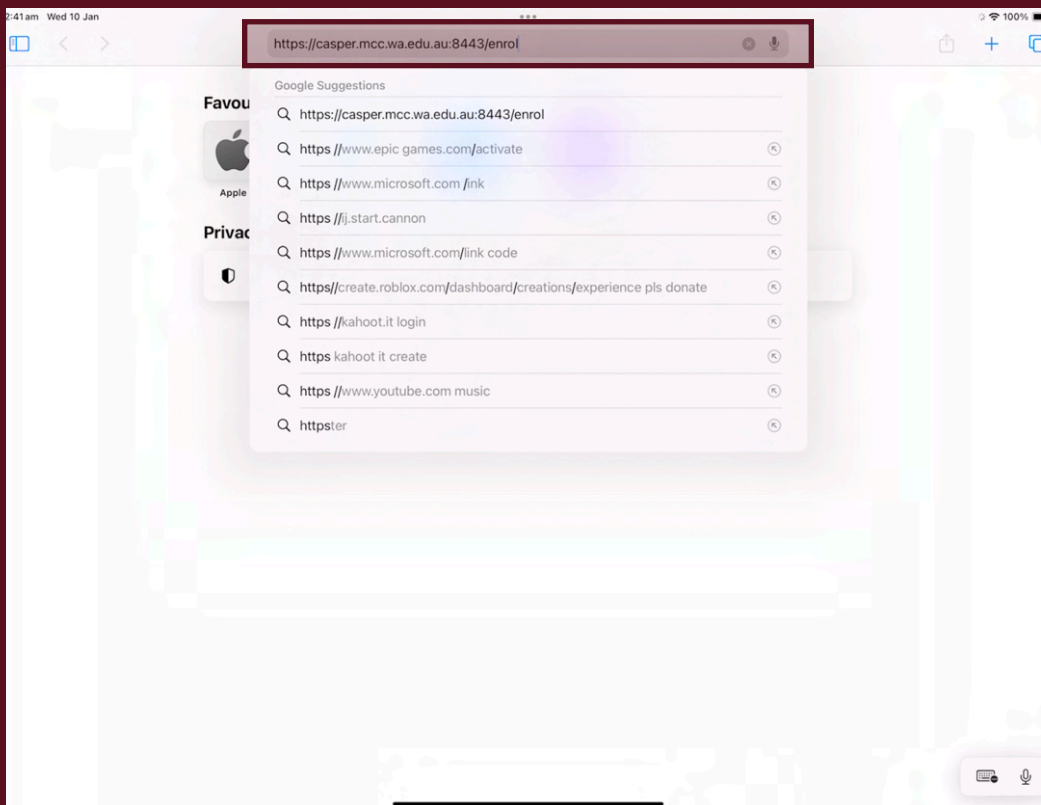 2:41am Wed 10 Jan
100%
https://casper.mcc.wa.edu.au:8443/enrol
Google Suggestions
Favou
https://casper.mcc.wa.edu.au:8443/enrol
https //www.epic games.com/activate
https //www.microsoft.com /ink
Apple
https //ij.start.cannon
Privac
https //www.microsoft.com/link code
https//create.roblox.com/dashboard/creations/experience pls donate
https //kahoot.it login
https kahoot it create
https //www.youtube.com music
httpster